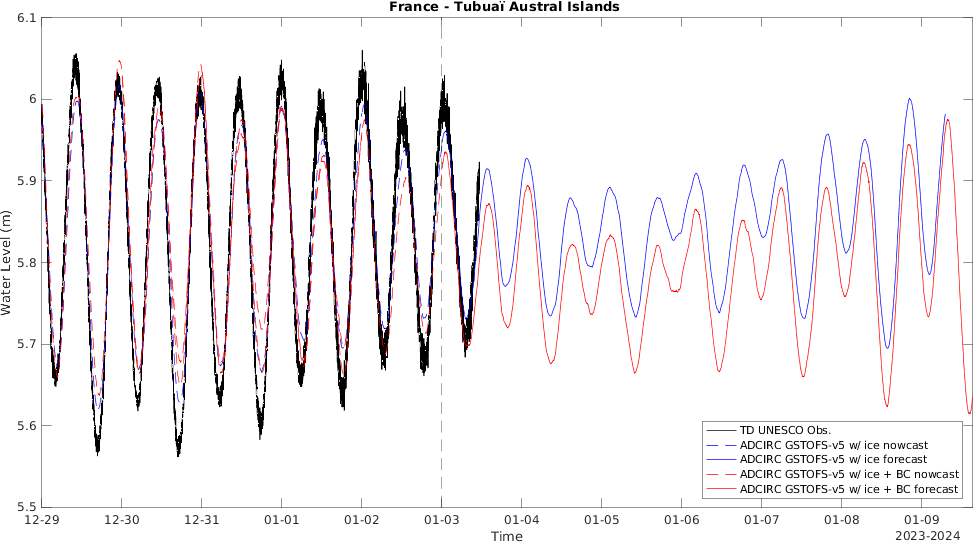 France - Tubuaï Austral Islands
6.1
6
5.9
5.8
5.7
5.6
5.5
Water Level (m)
12-29 12-30 12-31 01-01 01-02 01-03 01-04 01-05 01-06 01-07 01-08 01-09
Time
2023-2024
TD UNESCO Obs.
ADCIRC GSTOFS-v5 w/ ice nowcast
ADCIRC GSTOFS-v5 w/ ice forecast
ADCIRC GSTOFS-v5 w/ ice + BC nowcast
ADCIRC GSTOFS-v5 w/ ice + BC forecast